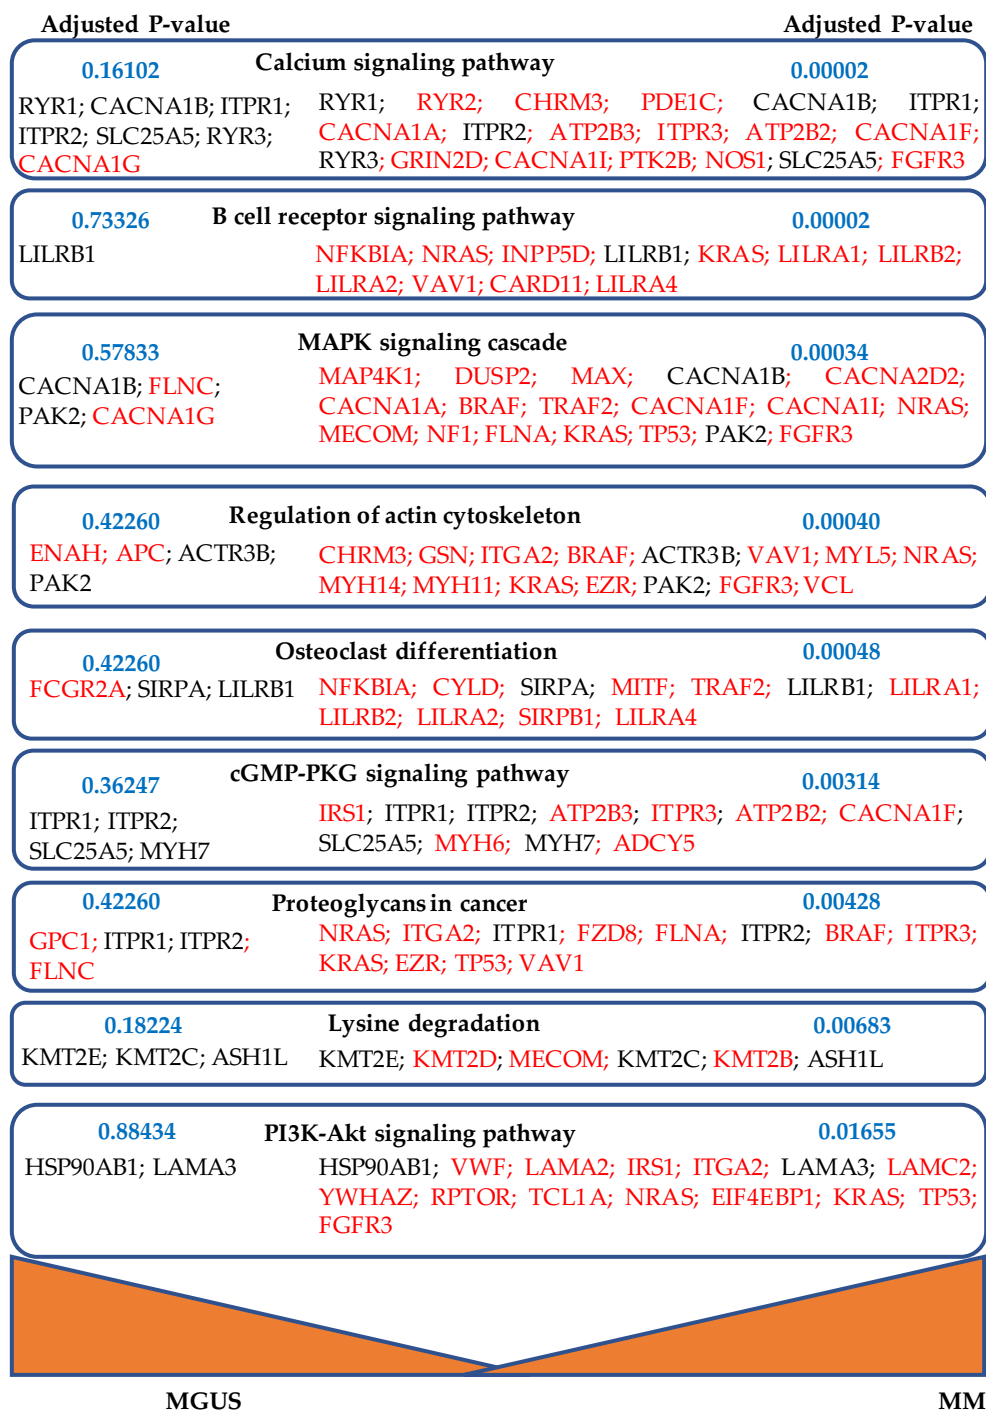 Adjusted P-value Adjusted P-value
0.16102 Calcium signaling pathway 0.00002
RYR1; CACNA1B; ITPR1;
ITPR2; SLC25A5; RYR3;
CACNA1G
RYR1; RYR2; CHRM3; PDE1C; CACNA1B; ITPR1;
CACNA1A; ITPR2; ATP2B3; ITPR3; ATP2B2; CACNA1F;
RYR3; GRIN2D; CACNA1I; PTK2B; NOS1; SLC25A5; FGFR3
0.73326 B cell receptor signaling pathway 0.00002
LILRB1
NFKBIA; NRAS; INPP5D; LILRB1; KRAS; LILRA1; LILRB2;
LILRA2; VAV1; CARD11; LILRA4
0.57833 MAPK signaling cascade 0.00034
CACNA1B; FLNC;
PAK2; CACNA1G
MAP4K1; DUSP2; MAX; CACNA1B; CACNA2D2;
CACNA1A; BRAF; TRAF2; CACNA1F; CACNA1I; NRAS;
MECOM; NF1; FLNA; KRAS; TP53; PAK2; FGFR3
0.42260 Regulation of actin cytoskeleton 0.00040
ENAH; APC; ACTR3B;
PAK2
CHRM3; GSN; ITGA2; BRAF; ACTR3B; VAV1; MYL5; NRAS;
MYH14; MYH11; KRAS; EZR; PAK2; FGFR3; VCL
0.42260 Osteoclast differentiation 0.00048
FCGR2A; SIRPA; LILRB1
NFKBIA; CYLD; SIRPA; MITF; TRAF2; LILRB1; LILRA1;
LILRB2; LILRA2; SIRPB1; LILRA4
0.36247 cGMP-PKG signaling pathway 0.00314
ITPR1; ITPR2;
SLC25A5; MYH7
IRS1; ITPR1; ITPR2; ATP2B3; ITPR3; ATP2B2; CACNA1F;
SLC25A5; MYH6; MYH7; ADCY5
0.42260 Proteoglycans in cancer 0.00428
GPC1; ITPR1; ITPR2;
FLNC
NRAS; ITGA2; ITPR1; FZD8; FLNA; ITPR2; BRAF; ITPR3;
KRAS; EZR; TP53; VAV1
0.18224 Lysine degradation 0.00683
KMT2E; KMT2C; ASH1L
KMT2E; KMT2D; MECOM; KMT2C; KMT2B; ASH1L
0.88434 PI3K-Akt signaling pathway 0.01655
HSP90AB1; LAMA3
HSP90AB1; VWF; LAMA2; IRS1; ITGA2; LAMA3; LAMC2;
YWHAZ; RPTOR; TCL1A; NRAS; EIF4EBP1; KRAS; TP53;
FGFR3
MGUS MM